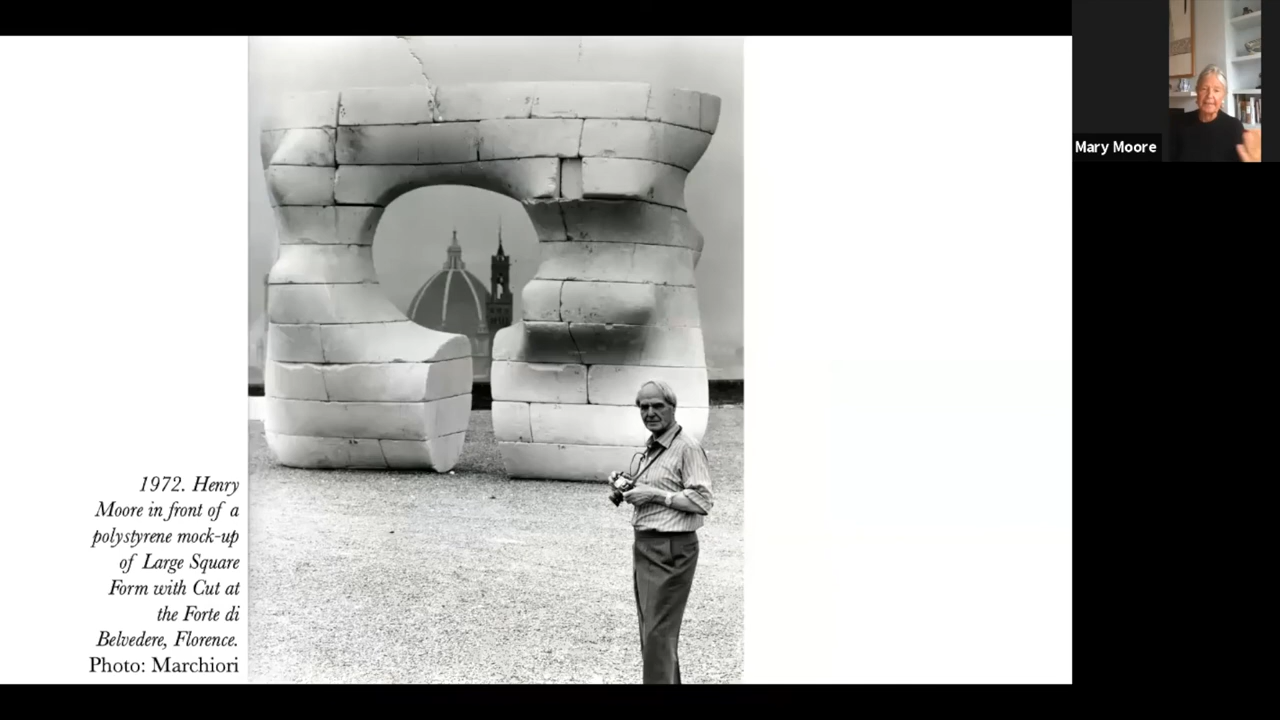 1972. Henry
Moore in front of a
polystyrene mock-up
of Large Square
Form with Cut at
the Forte di
Belvedere, Florence.
Photo: Marchiori
Mary Moore